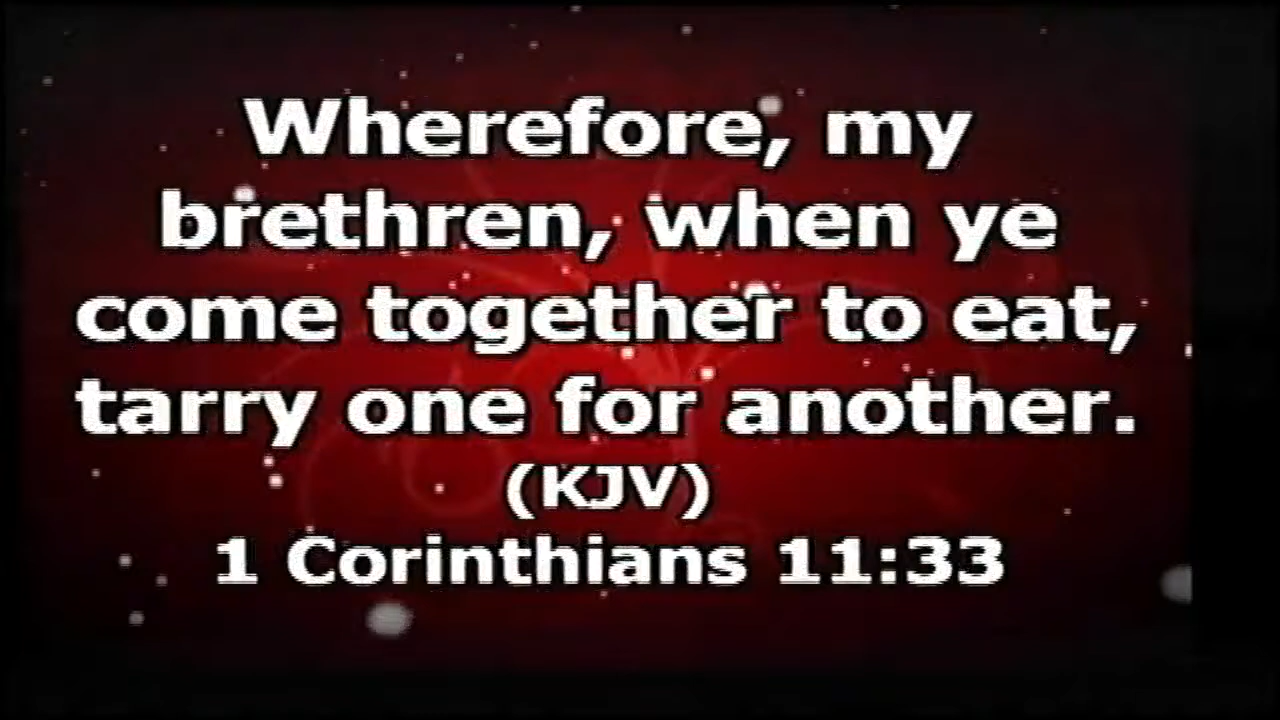 Wherefore, my
brethren, when ye
come together to eat,
tarry one for another.
(KJV)
1 Corinthians 11:33